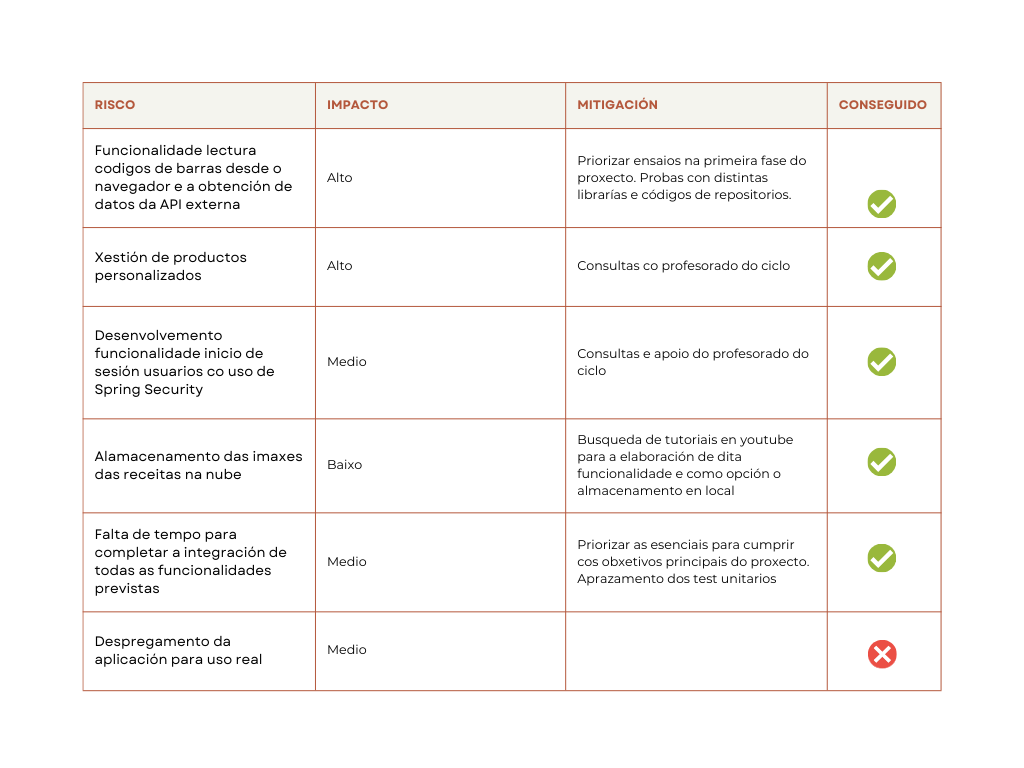 RISCO
IMPACTO
MITIGACIÓN
CONSEGUIDO
Funcionalidade lectura
codigos de barras desde o
navegador e a obtención de
datos da API externa
Alto
Priorizar ensaios na primeira fase do
proxecto. Probas con distintas
librarías e códigos de repositorios.
Xestión de productos
personalizados
Alto
Consultas co profesorado do ciclo
Desenvolvemento
funcionalidade inicio de
sesión usuarios co uso de
Spring Security
Medio
Consultas e apoio do profesorado do
ciclo
Alamacenamento das imaxes
das receitas na nube
Baixo
Busqueda de tutoriais en youtube
para a elaboración de dita
funcionalidade e como opción o
almacenamento en local
Falta de tempo para
completar a integración de
todas as funcionalidades
previstas
Medio
Priorizar as esenciais para cumprir
cos obxetivos principais do proxecto.
Aprazamento dos test unitarios
Despregamento da
aplicación para uso real
Medio